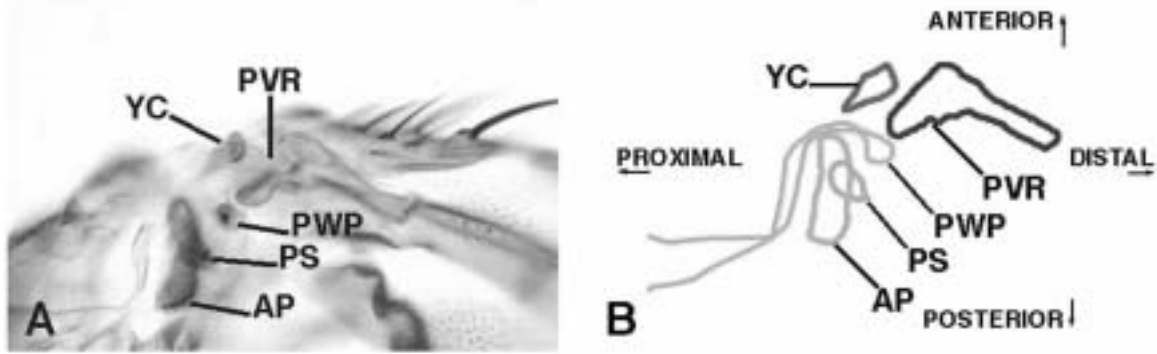 PVR
YC
PWP
PS
AP
A
ANTERIOR
YC
PROXIMAL
DISTAL
PVR
PWP
PS
AP
POSTERIOR
B